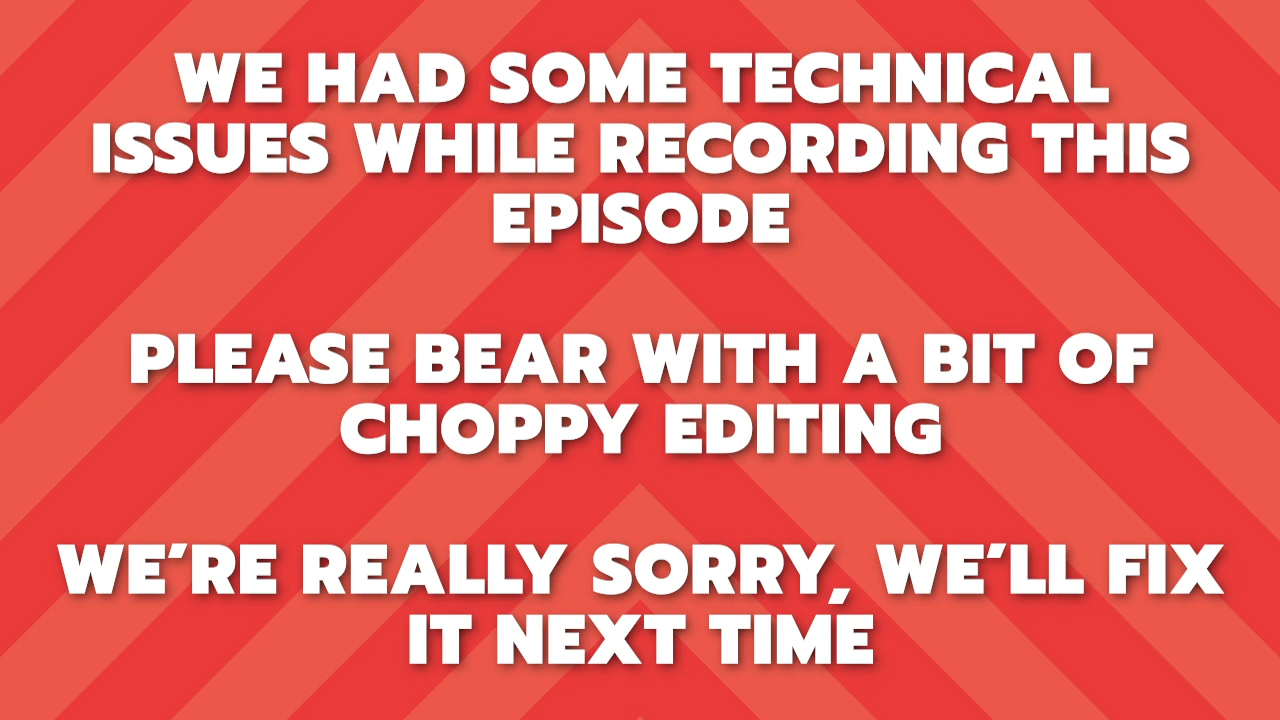 WE HAD SOME TECHNICAL
ISSUES WHILE RECORDING THIS
EPISODE
PLEASE BEAR WITH A BIT OF
CHOPPY EDITING
WE'RE REALLY SORRY, WE'LL FIX
IT NEXT TIME